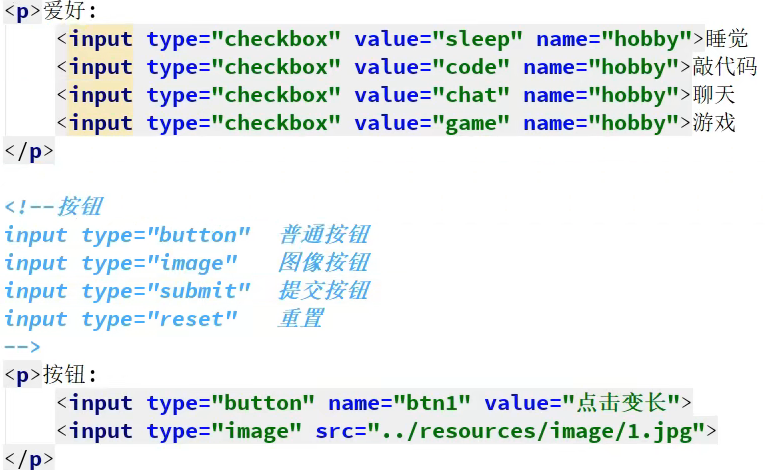 <p>爱好:
<input type="checkbox" value="sleep" name="hobby">睡觉
<input type="checkbox" value="code" name="hobby">敲代码
<input type="checkbox" value="chat" name="hobby">聊天
<input type="checkbox" value="game" name="hobby">游戏
</p>
<!--按钮
input type="button" 普通按钮
input type="image" 图像按钮
input type="submit" 提交按钮
input type="reset" 重置
-->
<p>按钮:
<input type="button" name="btn1" value="点击变长">
<input type="image" src="../resources/image/1.jpg">
</p>